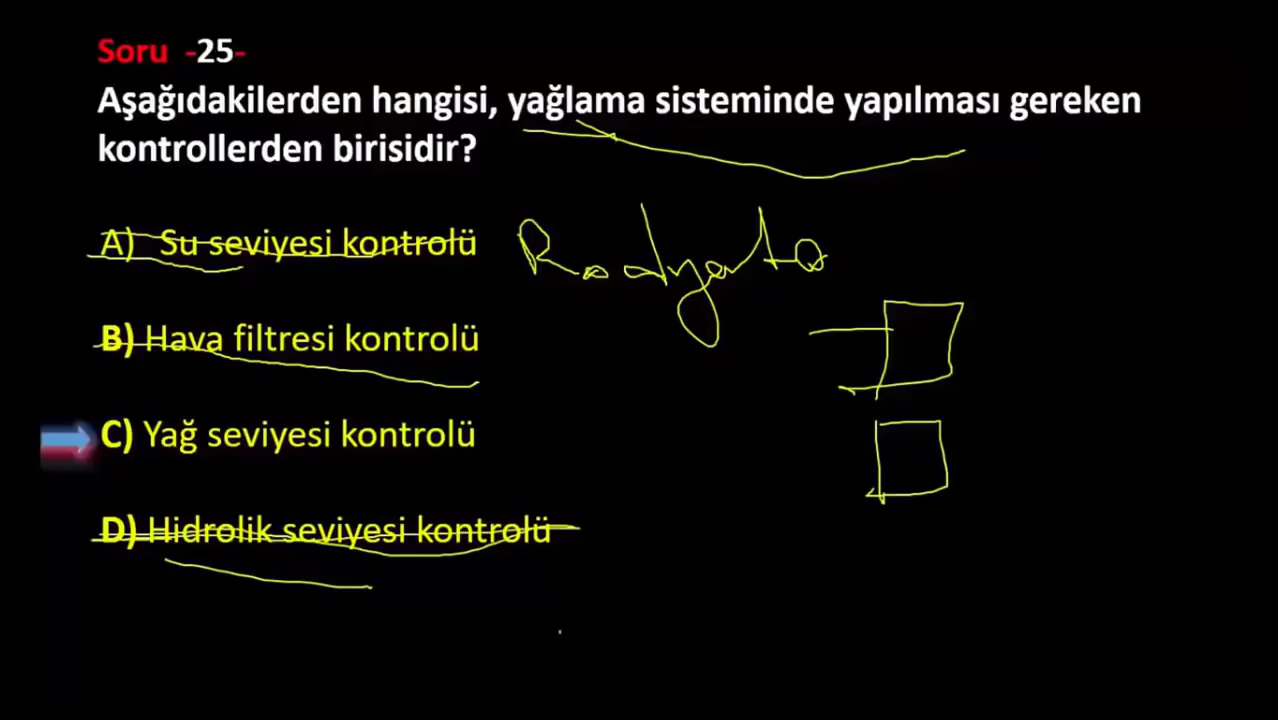 Soru -25-
Aşağıdakilerden hangisi, yağlama sisteminde yapılması gereken
kontrollerden birisidir?
A) Su seviyesi kontrolü
Radyatö
B) Hava filtresi kontrolü
C) Yağ seviyesi kontrolü
D) Hidrolik seviyesi kontrolü